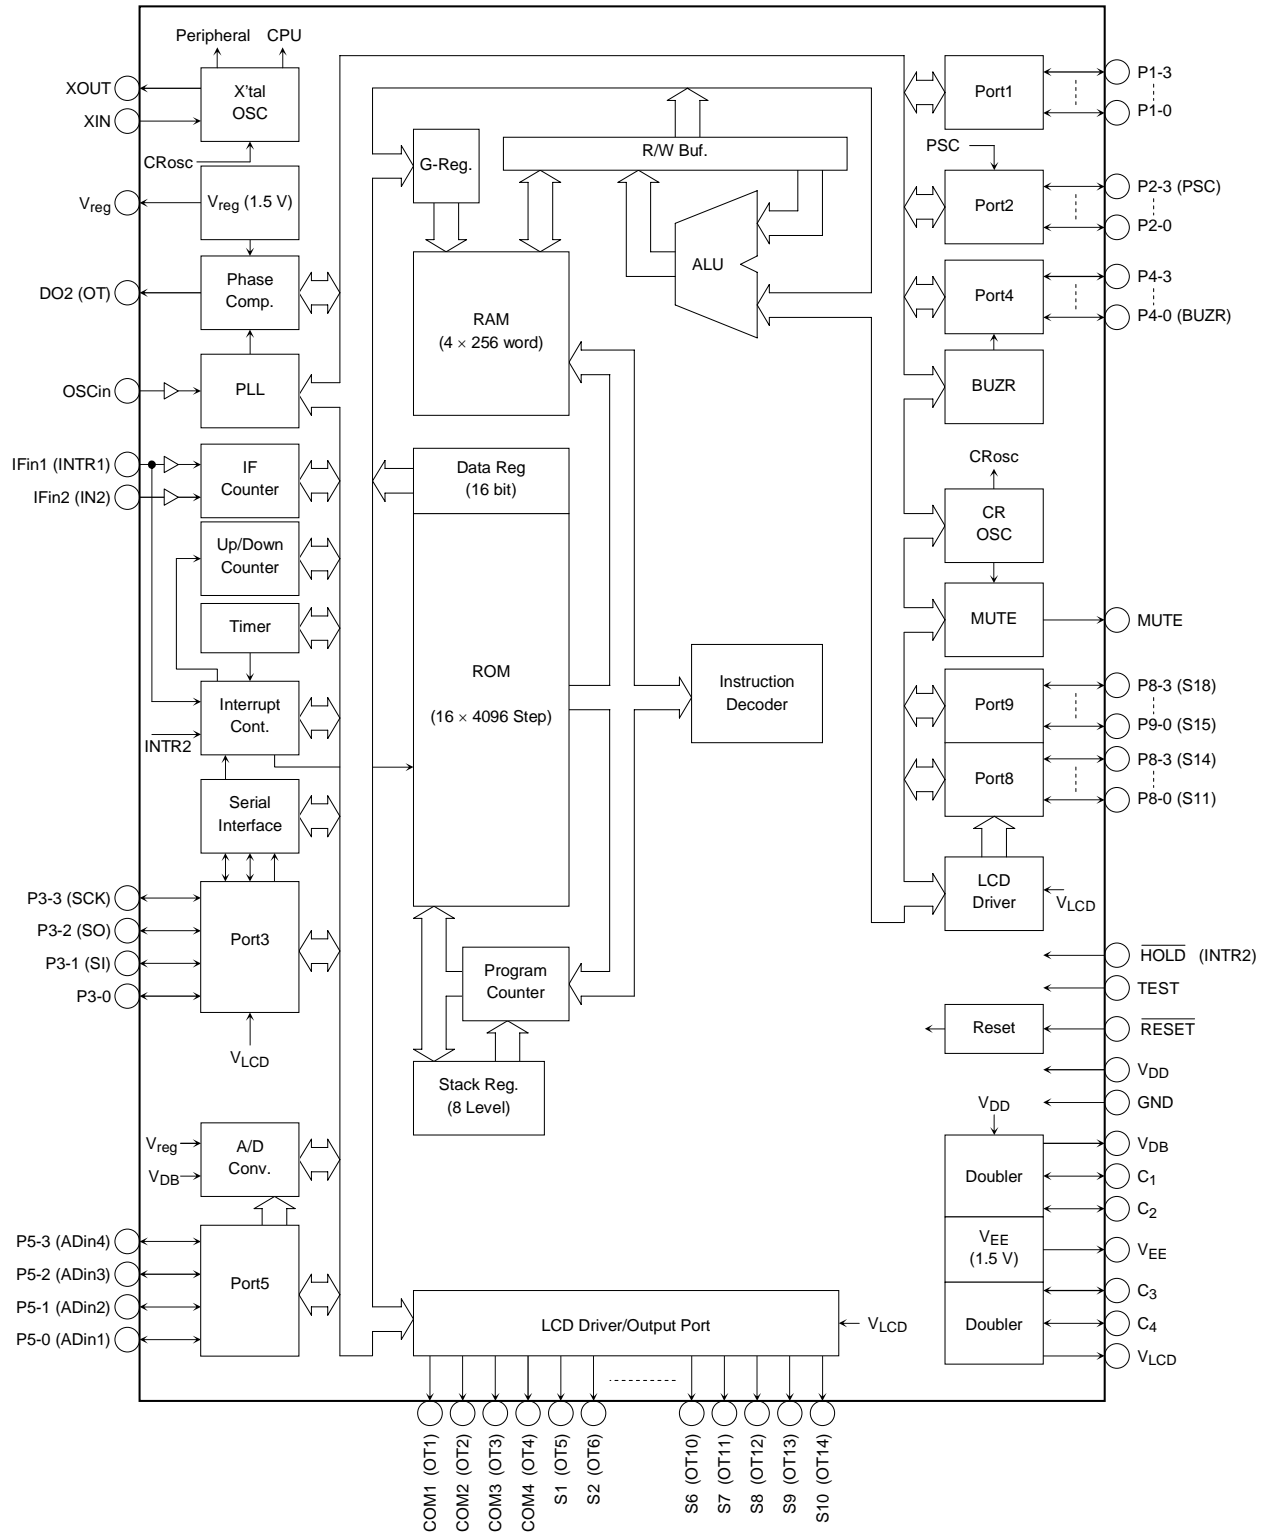 Peripheral CPU
XOUT
XIN
X'tal
OSC
CRosc
Vreg
Vreg (1.5 V)
DO2 (OT)
Phase
Comp.
OSCin
PLL
IFin1 (INTR1)
IFin2 (IN2)
IF
Counter
Up/Down
Counter
Timer
Interrupt
Cont.
INTR2
Serial
Interface
P3-3 (SCK)
P3-2 (SO)
P3-1 (SI)
P3-0
Port3
VLCD
Vreg
VDB
A/D
Conv.
P5-3 (ADin4)
P5-2 (ADin3)
P5-1 (ADin2)
P5-0 (ADin1)
Port5
G-Reg.
R/W Buf.
ALU
RAM
(4 × 256 word)
Data Reg
(16 bit)
ROM
(16 × 4096 Step)
Instruction
Decoder
Program
Counter
Stack Reg.
(8 Level)
LCD Driver/Output Port
VLCD
COM1 (OT1)
COM2 (OT2)
COM3 (OT3)
COM4 (OT4)
S1 (OT5)
S2 (OT6)
S6 (OT10)
S7 (OT11)
S8 (OT12)
S9 (OT13)
S10 (OT14)
Port1
P1-3
P1-0
PSC
Port2
P2-3 (PSC)
P2-0
Port4
P4-3
P4-0 (BUZR)
BUZR
CRosc
CR
OSC
MUTE
MUTE
Port9
P8-3 (S18)
P9-0 (S15)
Port8
P8-3 (S14)
P8-0 (S11)
LCD
Driver
VLCD
HOLD (INTR2)
TEST
Reset
RESET
VDD
GND
VDD
Doubler
VDB
C1
C2
VEE
(1.5 V)
VEE
Doubler
C3
C4
VLCD